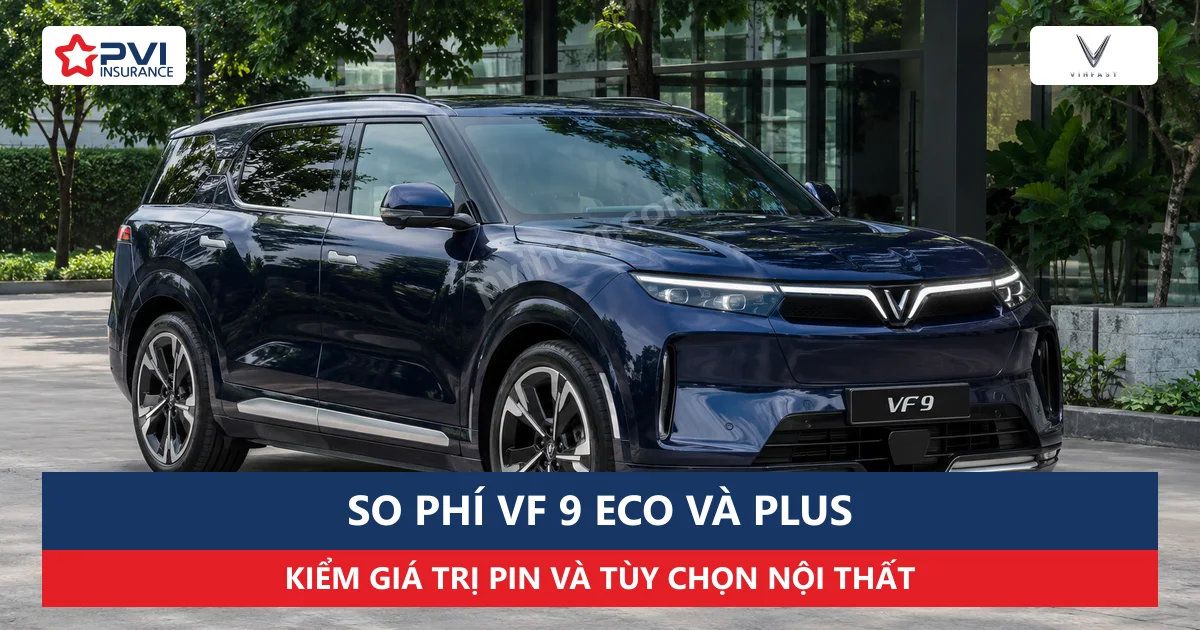 PVI
INSURANCE
VINFAST
VF 9
SO PHÍ VF 9 ECO VÀ PLUS
KIỂM GIÁ TRỊ PIN VÀ TÙY CHỌN NỘI THẤT